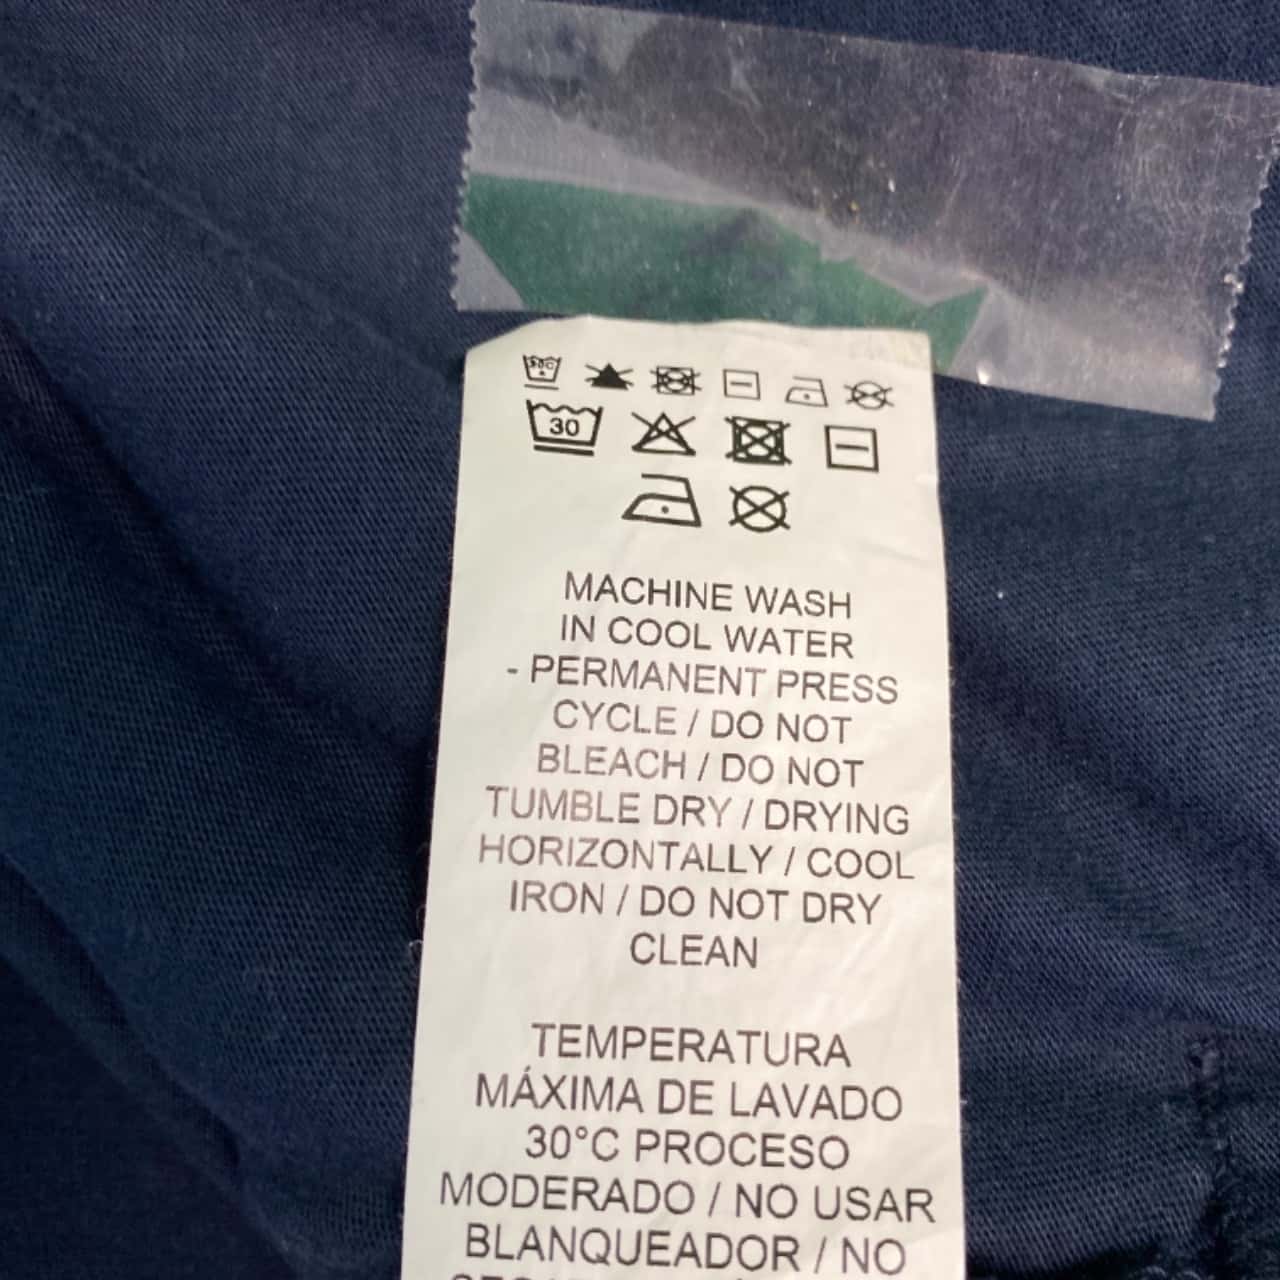 30°C
30
MACHINE WASH
IN COOL WATER
- PERMANENT PRESS
CYCLE / DO NOT
BLEACH / DO NOT
TUMBLE DRY / DRYING
HORIZONTALLY / COOL
IRON / DO NOT DRY
CLEAN
TEMPERATURA
MÁXIMA DE LAVADO
30°C PROCESO
MODERADO / NO USAR
BLANQUEADOR / NO